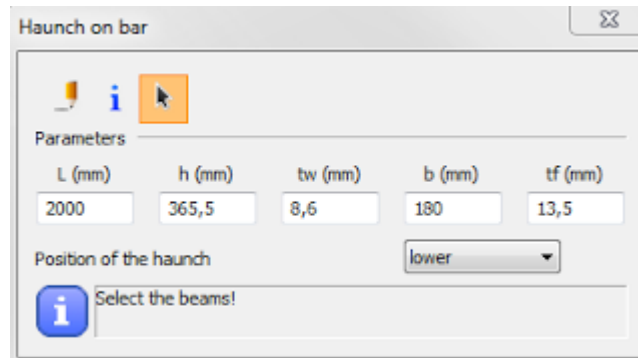 Haunch on bar
Parameters
L (mm) h (mm) tw (mm) b (mm) tf (mm)
2000 365,5 8,6 180 13,5
Position of the haunch lower
Select the beams!